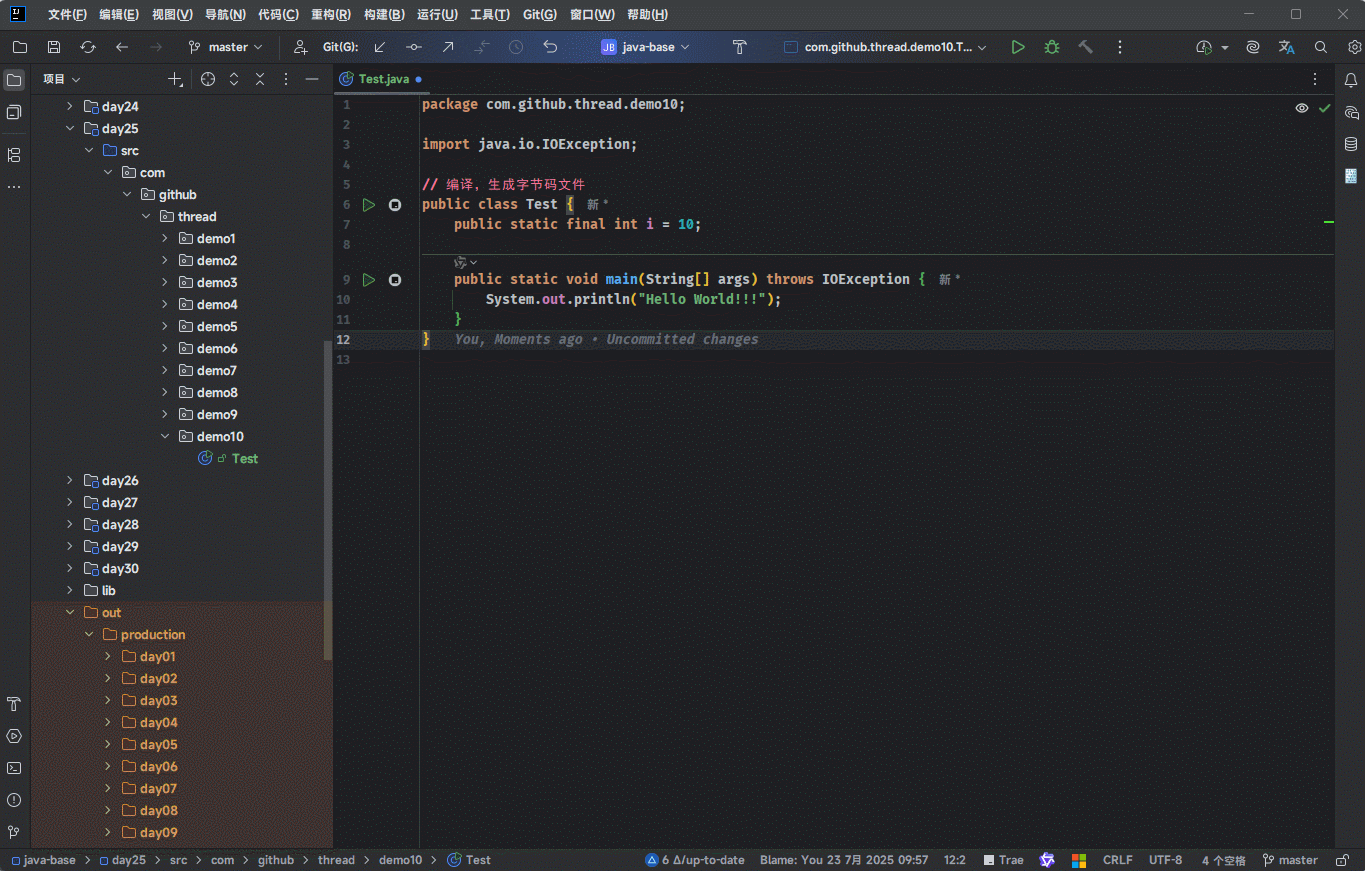 文件(F) 编辑(E) 视图(V) 导航(N) 代码(C) 重构(R) 构建(B) 运行(U) 工具(T) Git(G) 窗口(W) 帮助(H)
master Git(G): JB java-base com.github.thread.demo10.T...
项目
Test.java
day24
day25
src
com
github
thread
demo1
demo2
demo3
demo4
demo5
demo6
demo7
demo8
demo9
demo10
Test
day26
day27
day28
day29
day30
lib
out
production
day01
day02
day03
day04
day05
day06
day07
day08
day09
1 package com.github.thread.demo10;
2
3 import java.io.IOException;
4
5 // 编译，生成字节码文件
6 public class Test { 新 *
7 public static final int i = 10;
8
9 public static void main(String[] args) throws IOException { 新 *
10 System.out.println("Hello World!!!");
11 }
12 } You, Moments ago • Uncommitted changes
13
java-base > day25 > src > com > github > thread > demo10 > Test 6 Δ/up-to-date Blame: You 23 7月 2025 09:57 12:2 Trae CRLF UTF-8 4 个空格 master